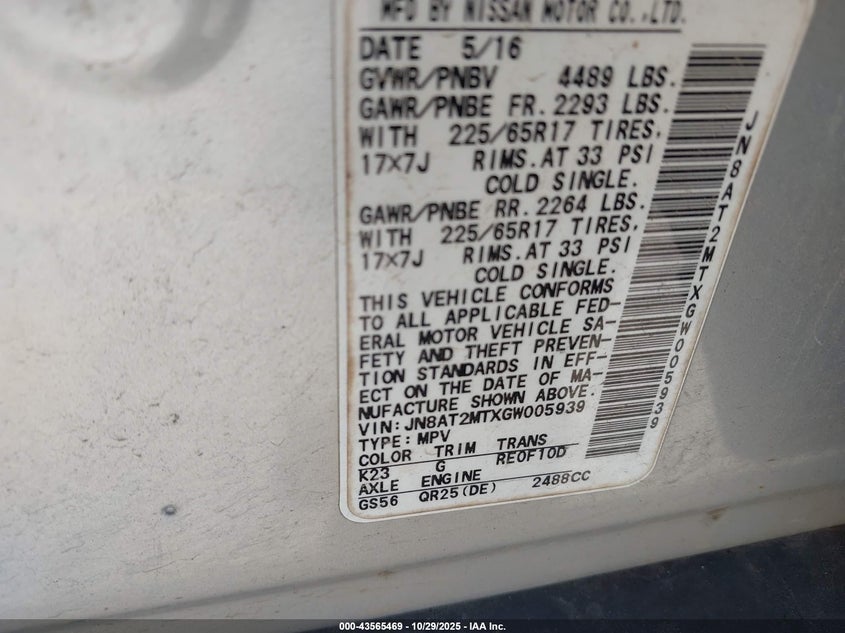 MFD BY NISSAN MOTOR CO.,LTD.
DATE 5/16
GVWR/PNBV 4489 LBS.
GAWR/PNBE FR. 2293 LBS.
WITH 225/65R17 TIRES,
17X7J RIMS. AT 33 PSI
COLD SINGLE.
GAWR/PNBE RR. 2264 LBS.
WITH 225/65R17 TIRES,
17X7J RIMS. AT 33 PSI
COLD SINGLE.
THIS VEHICLE CONFORMS
TO ALL APPLICABLE FED-
ERAL MOTOR VEHICLE SA-
FETY AND THEFT PREVEN-
TION STANDARDS IN EFF-
ECT ON THE DATE OF MA-
NUFACTURE SHOWN ABOVE.
VIN: JN8AT2MTXGW005939
TYPE: MPV
COLOR TRIM TRANS
K23 G RE0F10D
AXLE ENGINE
GS56 QR25(DE) 2488CC
JN8AT2MTXGW005939
000-43565469 - 10/29/2025 - IAA Inc.